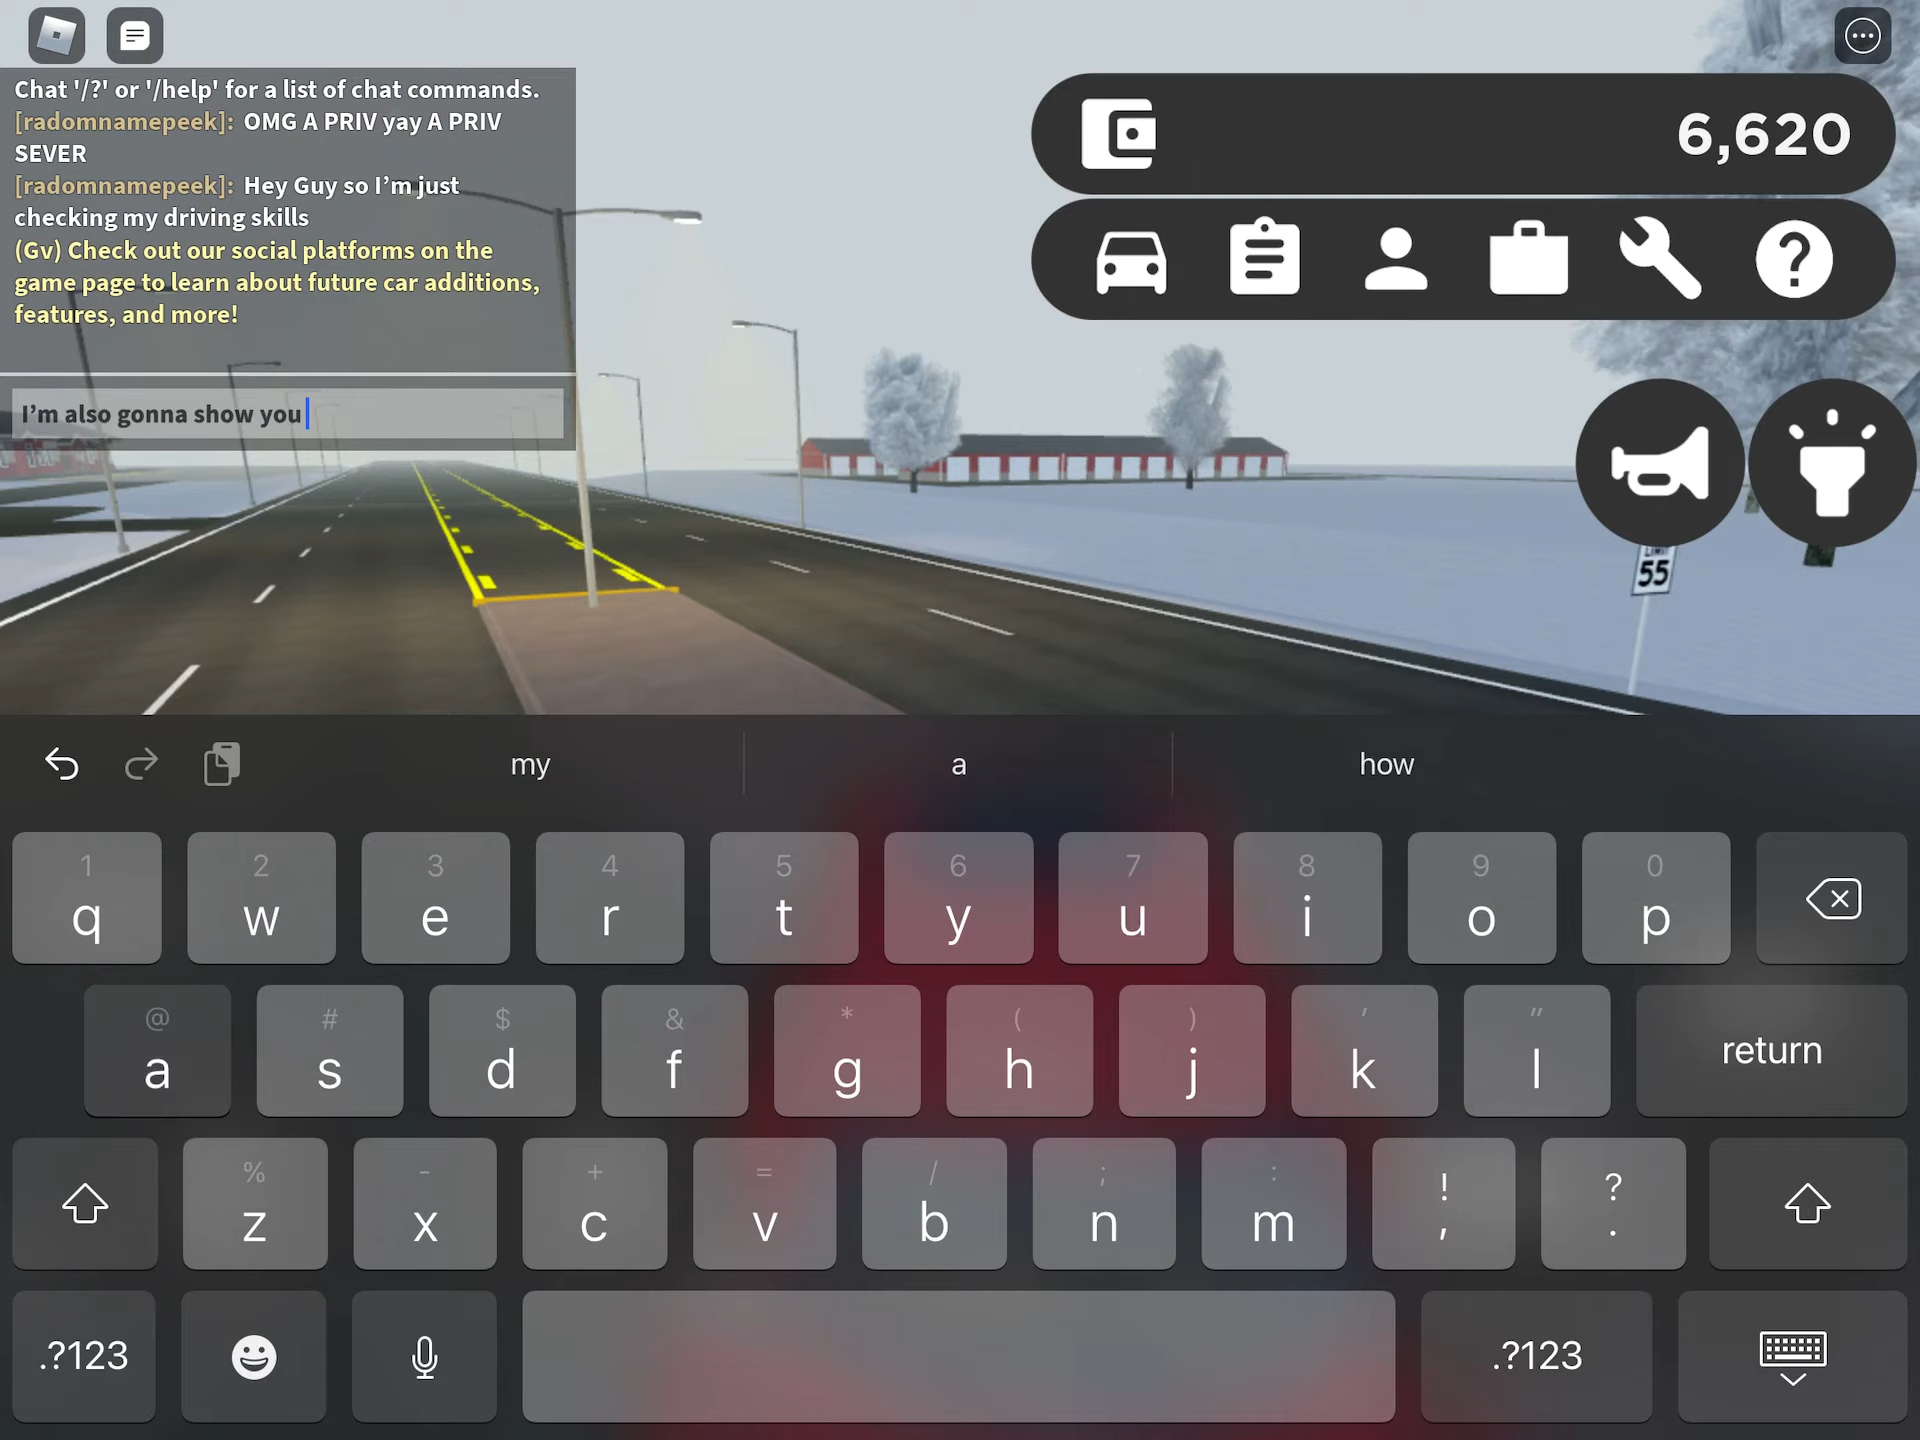 Chat '/?' or '/help' for a list of chat commands.
[radomnamepeek]: OMG A PRIV yay A PRIV
SEVER
[radomnamepeek]: Hey Guy so I’m just
checking my driving skills
(Gv) Check out our social platforms on the
game page to learn about future car additions,
features, and more!
I’m also gonna show you
6,620
LIMIT
55
my a how
1 2 3 4 5 6 7 8 9 0
q w e r t y u i o p
@ # $ & * ( ) ' "
a s d f g h j k l return
% - + = / ; : ! ?
z x c v b n m , .
.?123 .?123